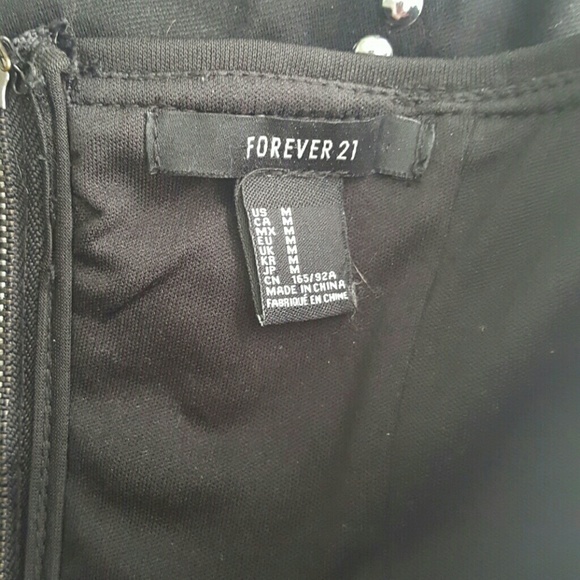 FOREVER 21
US M
CA M
MX M
EU M
UK M
KR M
JP M
CN 165/92A
MADE IN CHINA
FABRIQUÉ EN CHINE